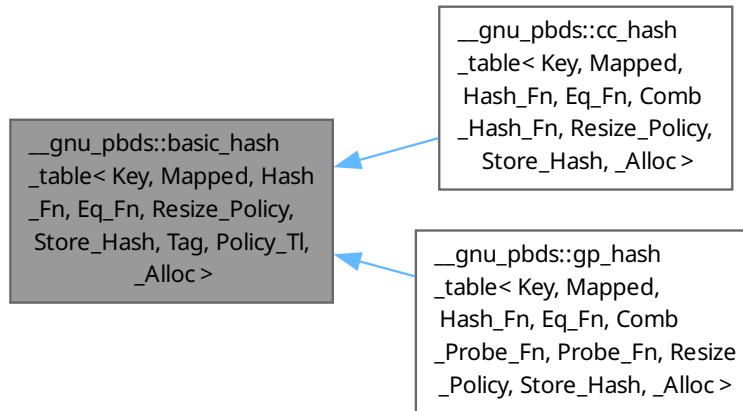 __gnu_pbds::basic_hash
_table< Key, Mapped, Hash
_Fn, Eq_Fn, Resize_Policy,
Store_Hash, Tag, Policy_Tl,
_Alloc >
__gnu_pbds::cc_hash
_table< Key, Mapped,
Hash_Fn, Eq_Fn, Comb
_Hash_Fn, Resize_Policy,
Store_Hash, _Alloc >
__gnu_pbds::gp_hash
_table< Key, Mapped,
Hash_Fn, Eq_Fn, Comb
_Probe_Fn, Probe_Fn, Resize
_Policy, Store_Hash, _Alloc >